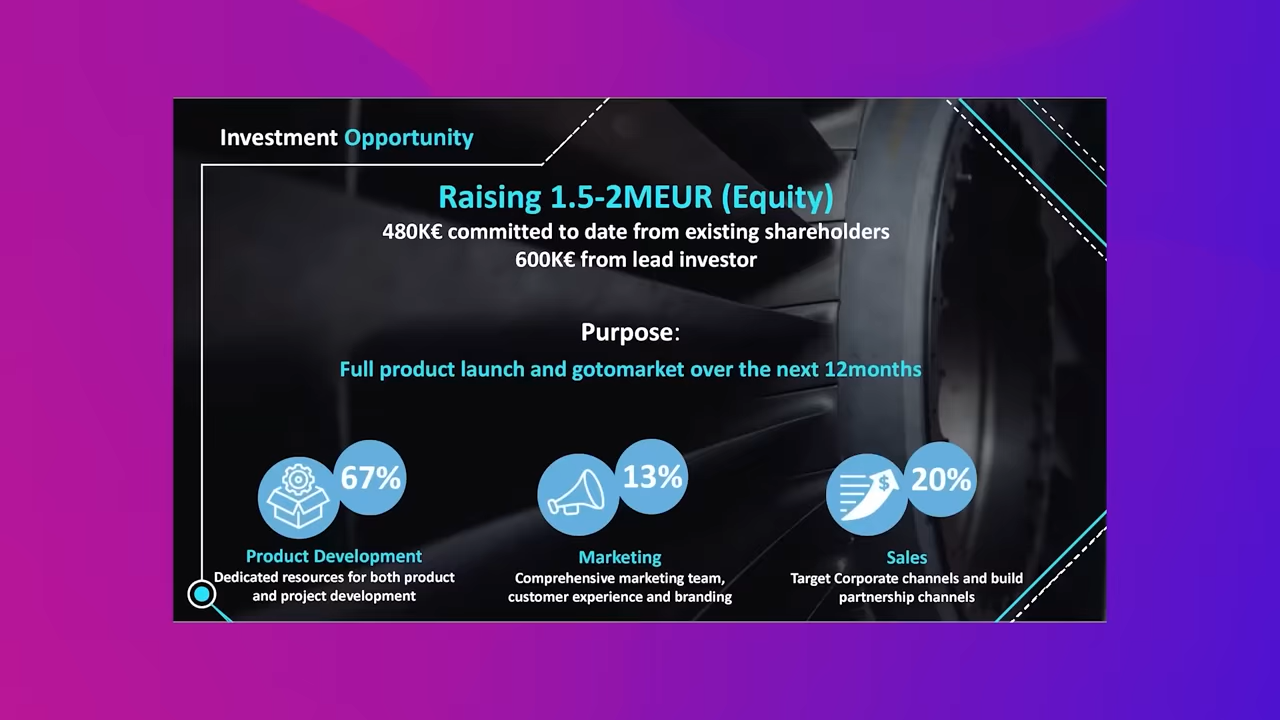 Investment Opportunity
Raising 1.5-2MEUR (Equity)
480K€ committed to date from existing shareholders
600K€ from lead investor
Purpose:
Full product launch and gotomarket over the next 12months
67%
Product Development
Dedicated resources for both product
and project development
13%
Marketing
Comprehensive marketing team,
customer experience and branding
$
20%
Sales
Target Corporate channels and build
partnership channels